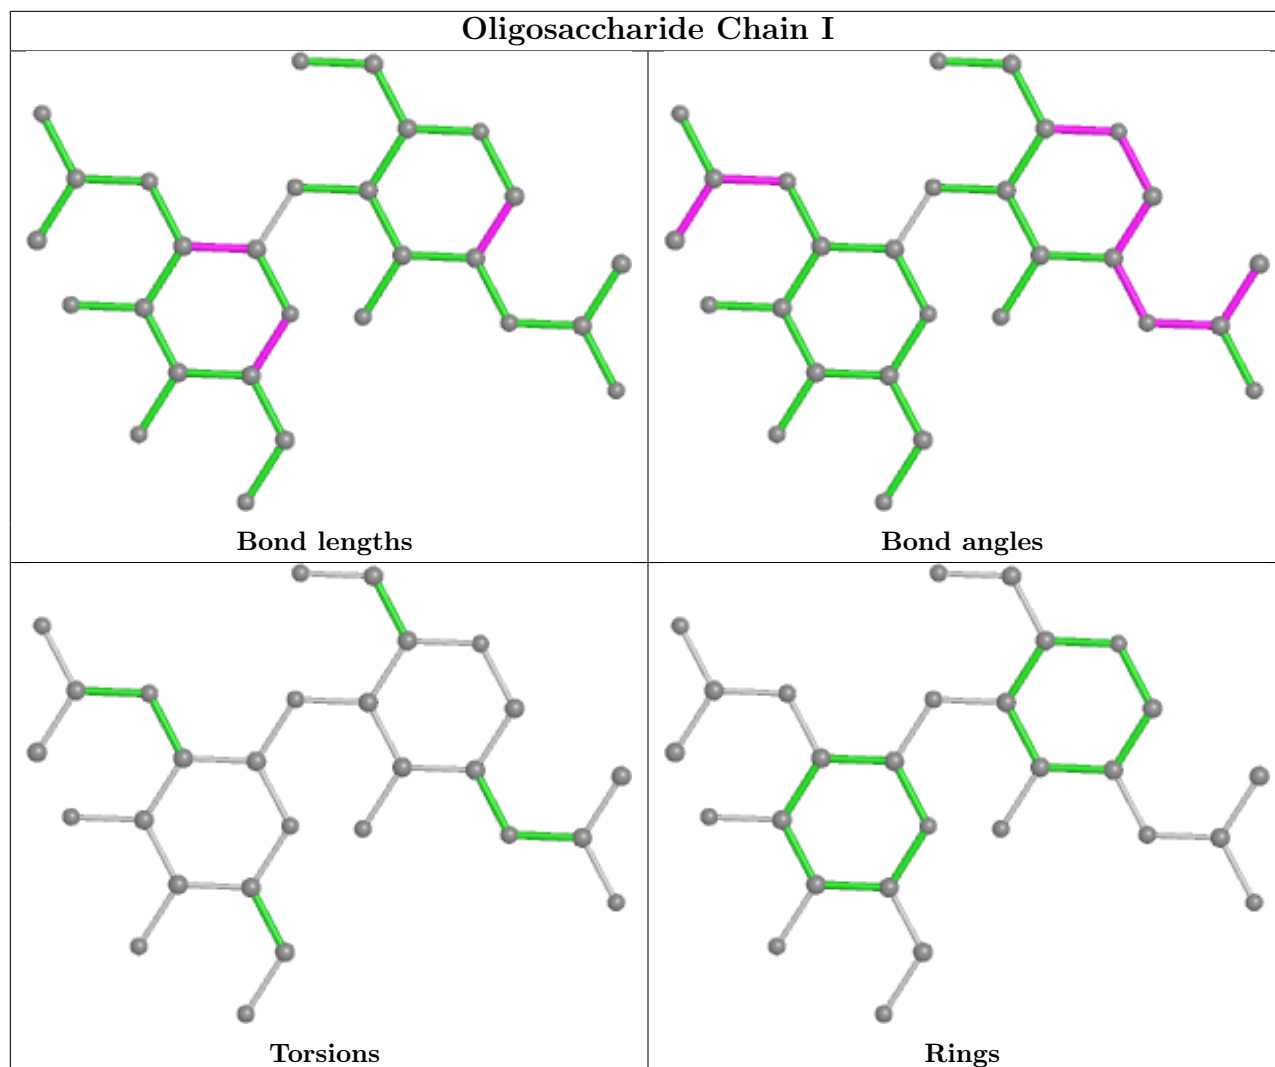 Oligosaccharide Chain I
Bond lengths
Bond angles
Torsions
Rings